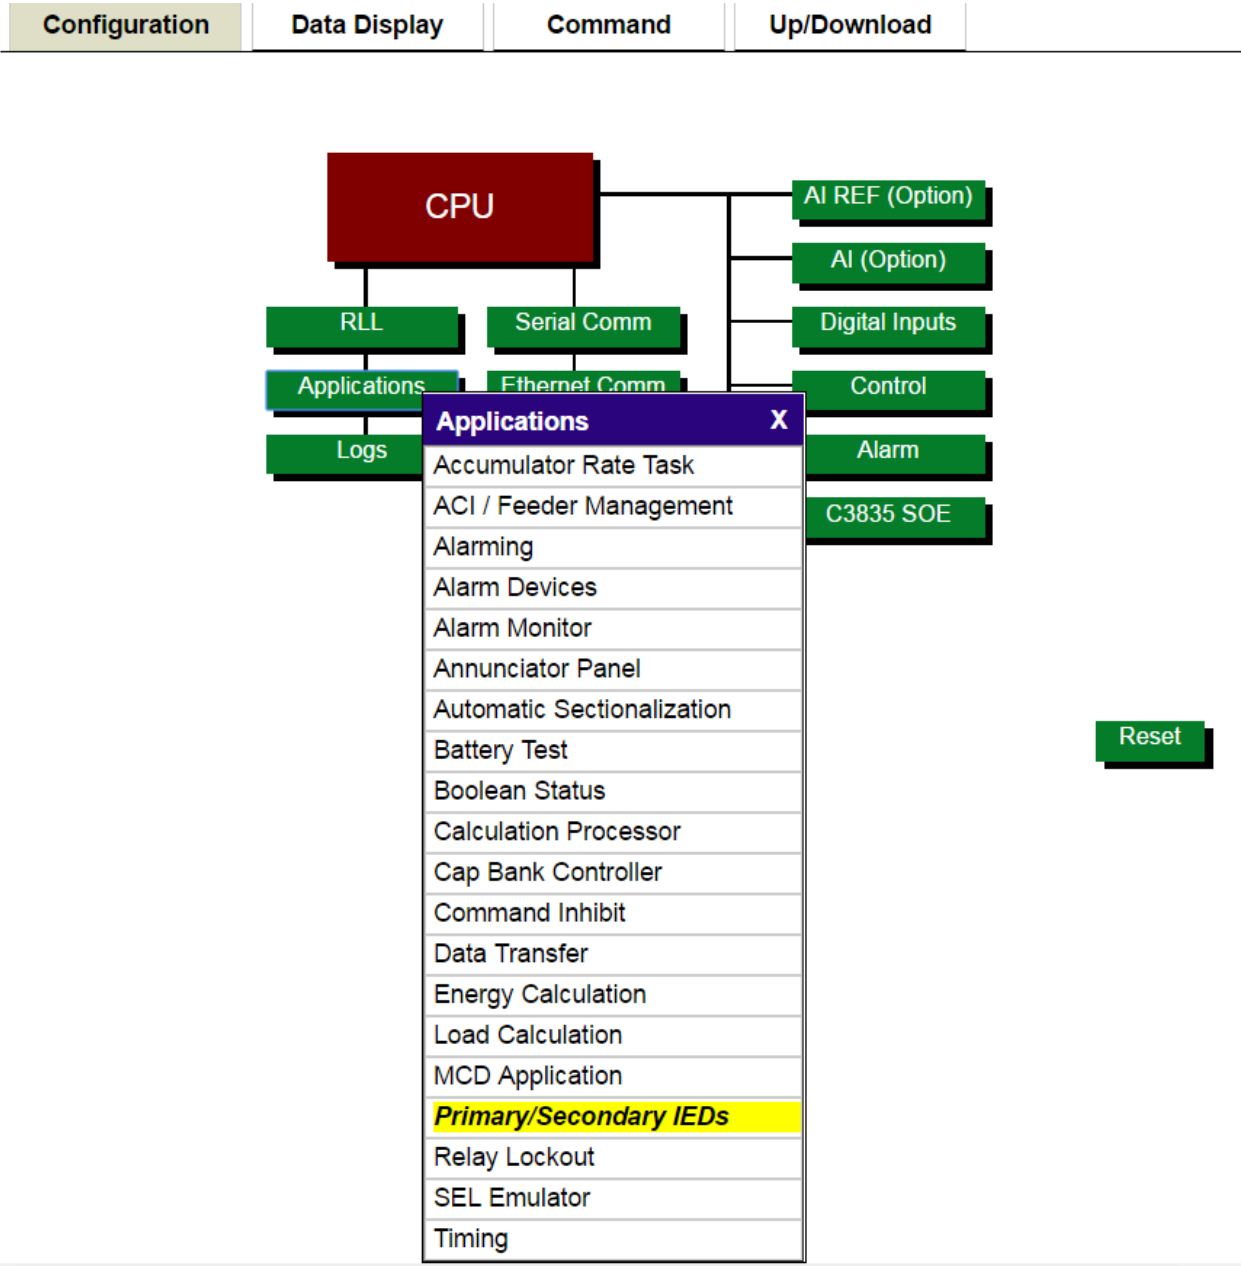 Configuration
Data Display
Command
Up/Download
CPU
AI REF (Option)
AI (Option)
RLL
Serial Comm
Digital Inputs
Applications
Ethernet Comm
Control
Logs
Alarm
C3835 SOE
Applications X
Accumulator Rate Task
ACI / Feeder Management
Alarming
Alarm Devices
Alarm Monitor
Annunciator Panel
Automatic Sectionalization
Battery Test
Boolean Status
Calculation Processor
Cap Bank Controller
Command Inhibit
Data Transfer
Energy Calculation
Load Calculation
MCD Application
Primary/Secondary IEDs
Relay Lockout
SEL Emulator
Timing
Reset